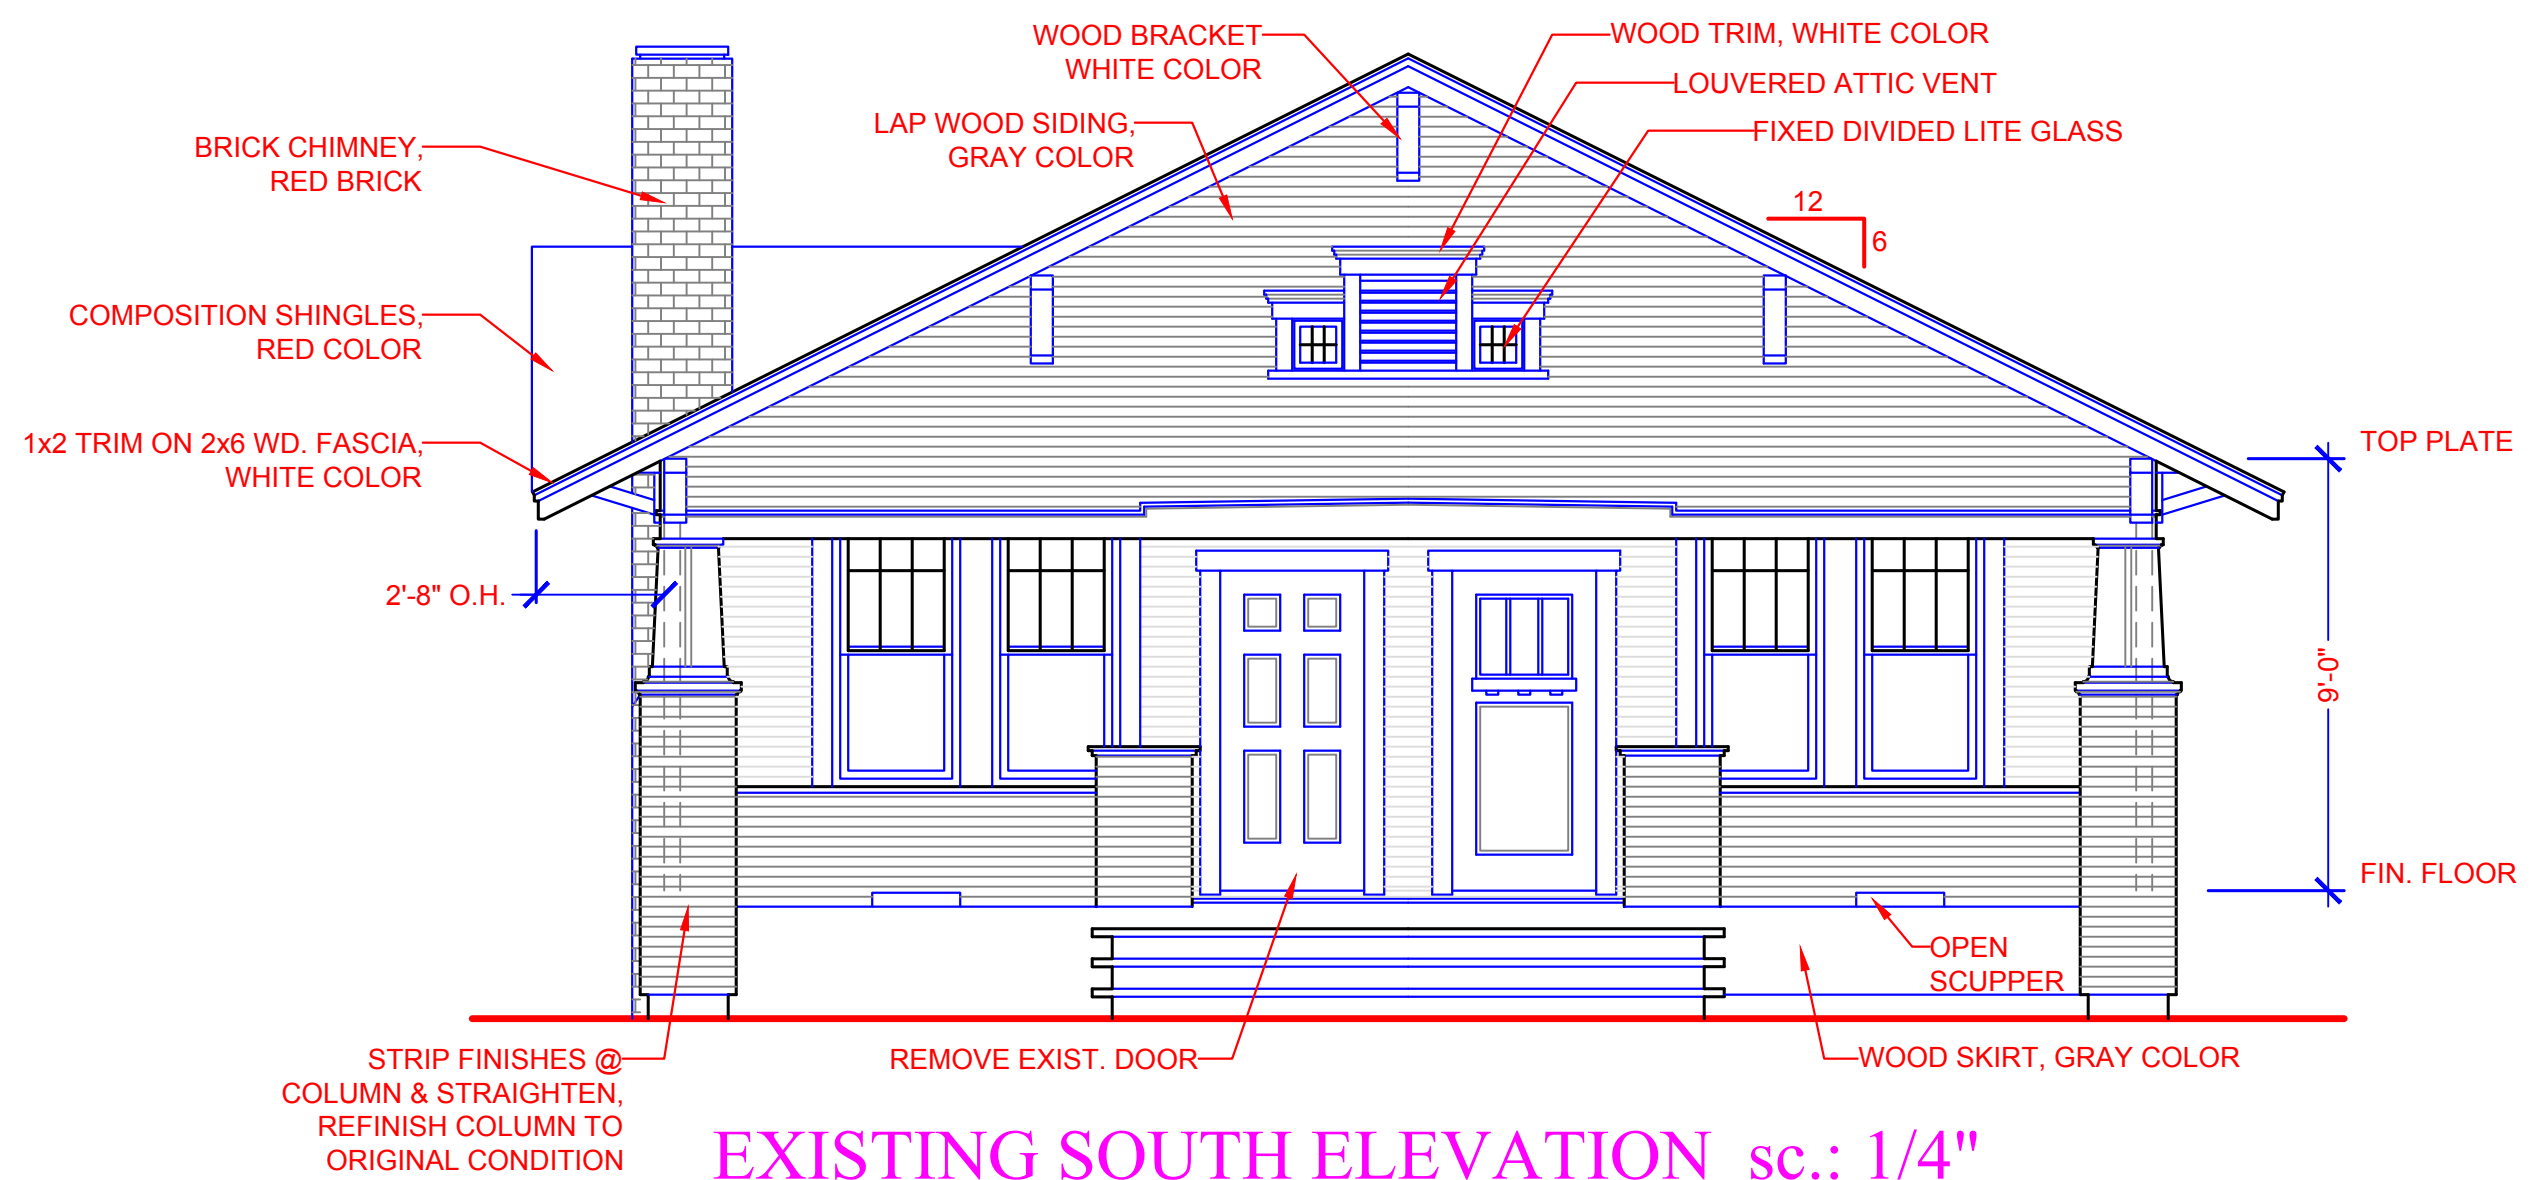 WOOD BRACKET
WHITE COLOR
WOOD TRIM, WHITE COLOR
LOUVERED ATTIC VENT
LAP WOOD SIDING,
GRAY COLOR
FIXED DIVIDED LITE GLASS
BRICK CHIMNEY,
RED BRICK
12
6
COMPOSITION SHINGLES,
RED COLOR
1x2 TRIM ON 2x6 WD. FASCIA,
WHITE COLOR
TOP PLATE
2'-8" O.H.
9'-0"
FIN. FLOOR
OPEN
SCUPPER
STRIP FINISHES @
COLUMN & STRAIGHTEN,
REFINISH COLUMN TO
ORIGINAL CONDITION
REMOVE EXIST. DOOR
WOOD SKIRT, GRAY COLOR
EXISTING SOUTH ELEVATION sc.: 1/4"